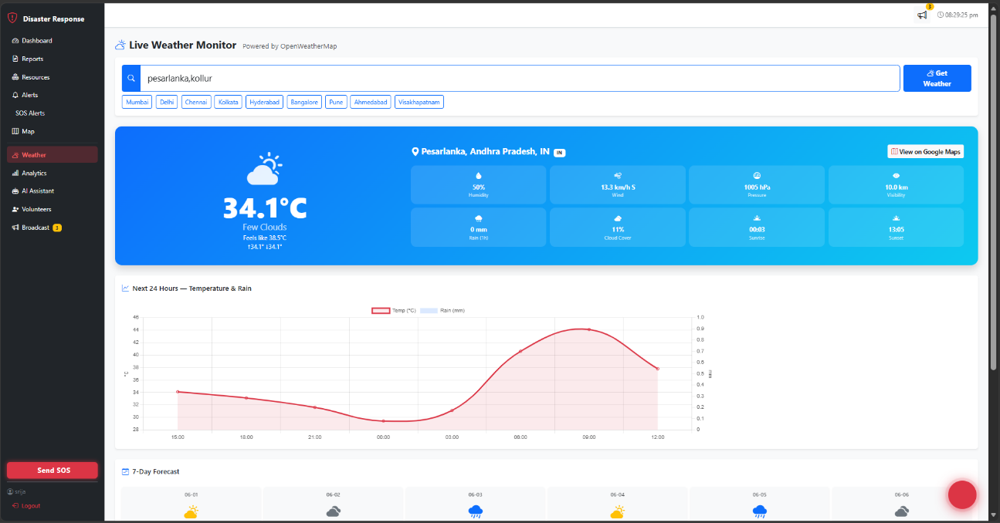 Disaster Response
Dashboard
Reports
Resources
Alerts
SOS Alerts
Map
Weather
Analytics
AI Assistant
Volunteers
Broadcast 3
Send SOS
srija
Logout
3
08:29:25 pm
Live Weather Monitor Powered by OpenWeatherMap
pesarlanka,kollur
Get
Weather
Mumbai Delhi Chennai Kolkata Hyderabad Bangalore Pune Ahmedabad Visakhapatnam
34.1°C
Few Clouds
Feels like 38.5°C
↑34.1° ↓34.1°
Pesarlanka, Andhra Pradesh, IN IN
View on Google Maps
50%
Humidity
13.3 km/h S
Wind
1005 hPa
Pressure
10.0 km
Visibility
0 mm
Rain (1h)
11%
Cloud Cover
00:03
Sunrise
13:05
Sunset
Next 24 Hours — Temperature & Rain
Temp (°C) Rain (mm)
46
44
42
40
38
36
34
32
30
28
°C
1.0
0.9
0.8
0.7
0.6
0.5
0.4
0.3
0.2
0.1
0
mm
15:00 18:00 21:00 00:00 03:00 06:00 09:00 12:00
7-Day Forecast
06-01 06-02 06-03 06-04 06-05 06-06